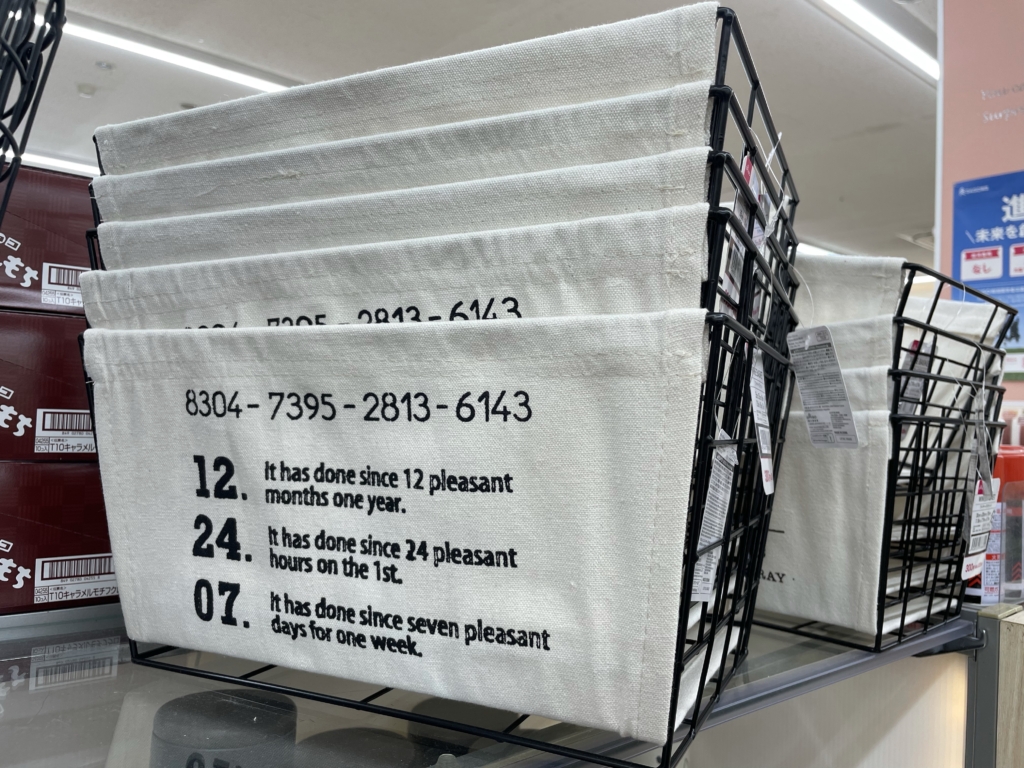 7395 - 2813 - 6143
8304 - 7395 - 2813 - 6143
12. It has done since 12 pleasant
months one year.
24. It has done since 24 pleasant
hours on the 1st.
07. It has done since seven pleasant
days for one week.
T10キャラメル
T10キャラメルモチフク
RAY
進
未来を
なし